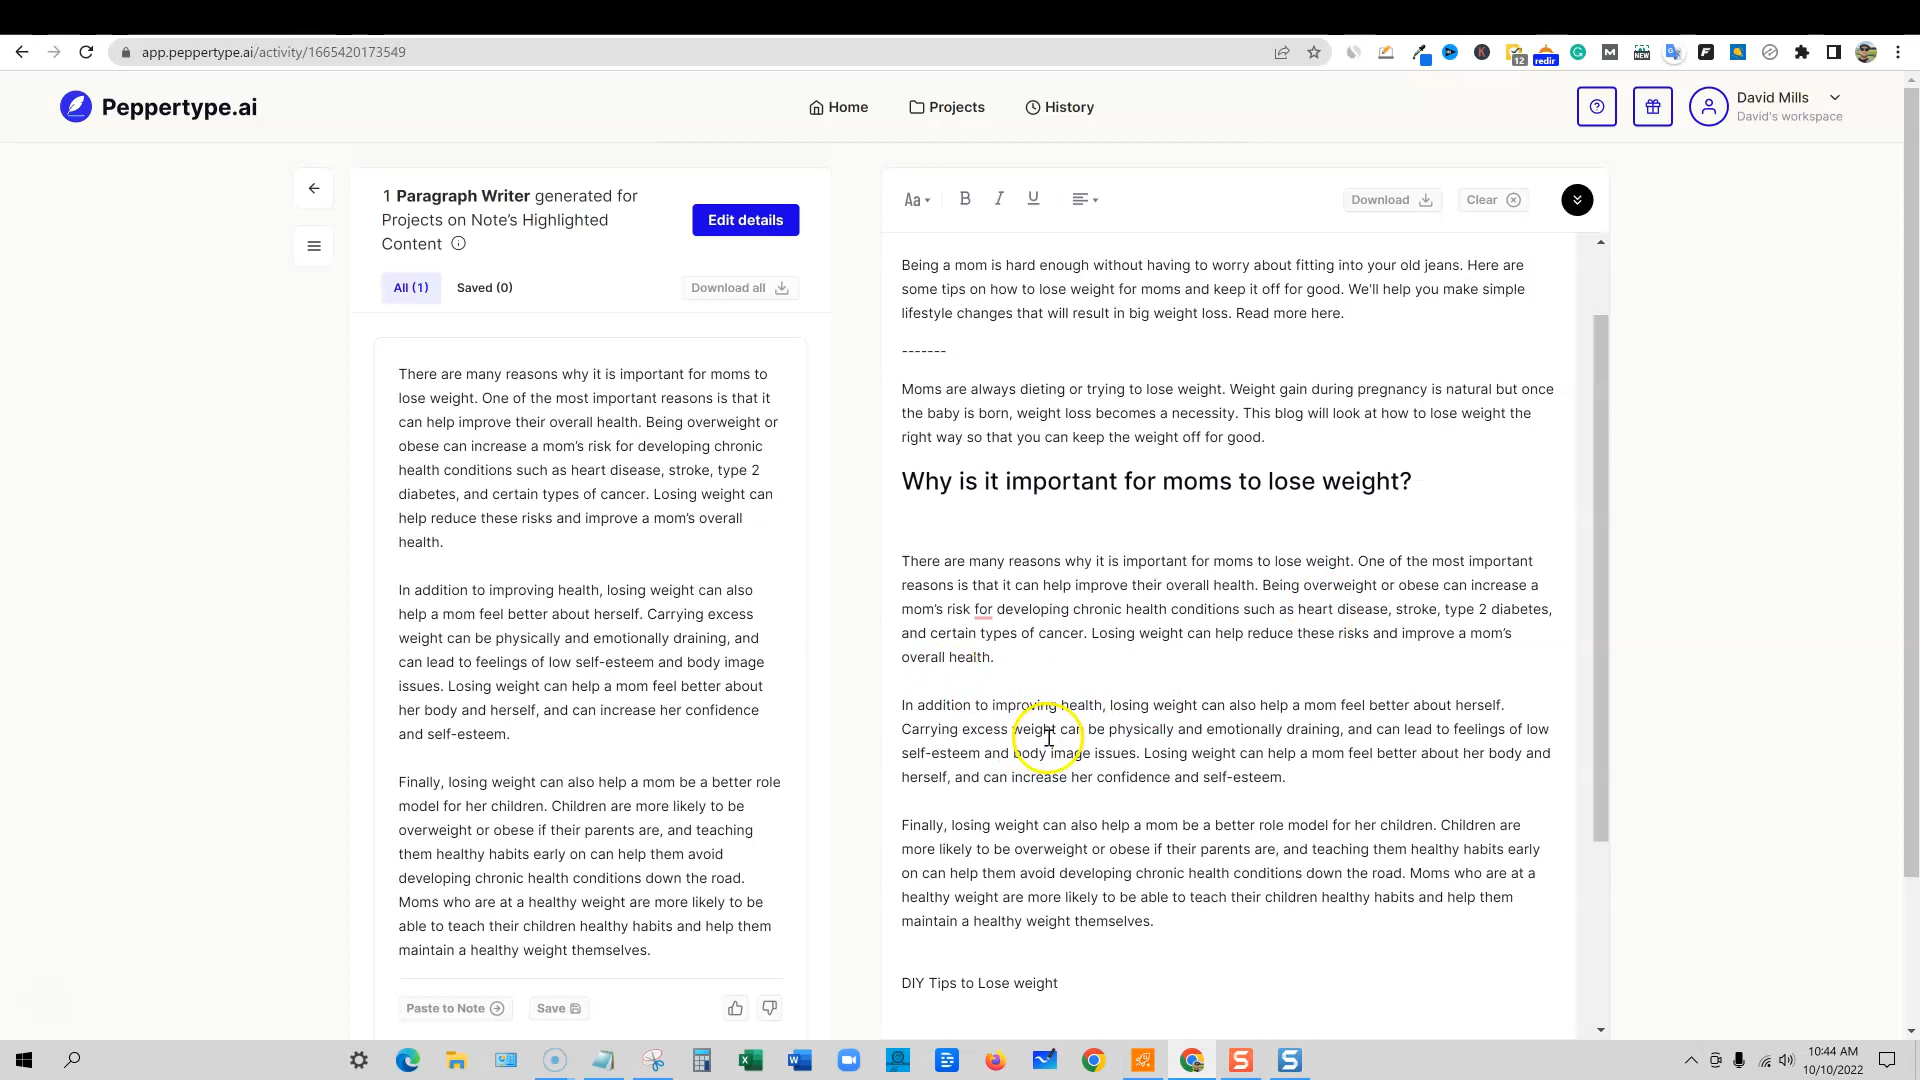 app.peppertype.ai/activity/1665420173549
12
redir
NEW
Peppertype.ai
Home
Projects
History
David Mills
David's workspace
1 Paragraph Writer generated for
Projects on Note's Highlighted
Content
Edit details
All (1)
Saved (0)
Download all
There are many reasons why it is important for moms to
lose weight. One of the most important reasons is that it
can help improve their overall health. Being overweight or
obese can increase a mom's risk for developing chronic
health conditions such as heart disease, stroke, type 2
diabetes, and certain types of cancer. Losing weight can
help reduce these risks and improve a mom's overall
health.
In addition to improving health, losing weight can also
help a mom feel better about herself. Carrying excess
weight can be physically and emotionally draining, and
can lead to feelings of low self-esteem and body image
issues. Losing weight can help a mom feel better about
her body and herself, and can increase her confidence
and self-esteem.
Finally, losing weight can also help a mom be a better role
model for her children. Children are more likely to be
overweight or obese if their parents are, and teaching
them healthy habits early on can help them avoid
developing chronic health conditions down the road.
Moms who are at a healthy weight are more likely to be
able to teach their children healthy habits and help them
maintain a healthy weight themselves.
Paste to Note
Save
Aa
B
I
U
Download
Clear
Being a mom is hard enough without having to worry about fitting into your old jeans. Here are
some tips on how to lose weight for moms and keep it off for good. We'll help you make simple
lifestyle changes that will result in big weight loss. Read more here.
-------
Moms are always dieting or trying to lose weight. Weight gain during pregnancy is natural but once
the baby is born, weight loss becomes a necessity. This blog will look at how to lose weight the
right way so that you can keep the weight off for good.
Why is it important for moms to lose weight?
There are many reasons why it is important for moms to lose weight. One of the most important
reasons is that it can help improve their overall health. Being overweight or obese can increase a
mom's risk for developing chronic health conditions such as heart disease, stroke, type 2 diabetes,
and certain types of cancer. Losing weight can help reduce these risks and improve a mom's
overall health.
In addition to improving health, losing weight can also help a mom feel better about herself.
Carrying excess weight can be physically and emotionally draining, and can lead to feelings of low
self-esteem and body image issues. Losing weight can help a mom feel better about her body and
herself, and can increase her confidence and self-esteem.
Finally, losing weight can also help a mom be a better role model for her children. Children are
more likely to be overweight or obese if their parents are, and teaching them healthy habits early
on can help them avoid developing chronic health conditions down the road. Moms who are at a
healthy weight are more likely to be able to teach their children healthy habits and help them
maintain a healthy weight themselves.
DIY Tips to Lose weight
10:44 AM
10/10/2022